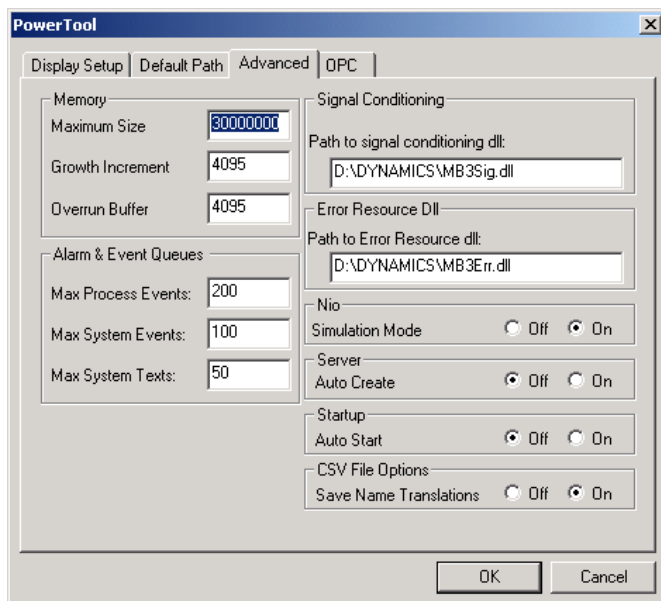 PowerTool
Display Setup Default Path Advanced OPC
Memory
Maximum Size 30000000
Growth Increment 4095
Overrun Buffer 4095
Alarm & Event Queues
Max Process Events: 200
Max System Events: 100
Max System Texts: 50
Signal Conditioning
Path to signal conditioning dll:
D:\DYNAMICS\MB3Sig.dll
Error Resource Dll
Path to Error Resource dll:
D:\DYNAMICS\MB3Err.dll
Nio
Simulation Mode Off On
Server
Auto Create Off On
Startup
Auto Start Off On
CSV File Options
Save Name Translations Off On
OK Cancel